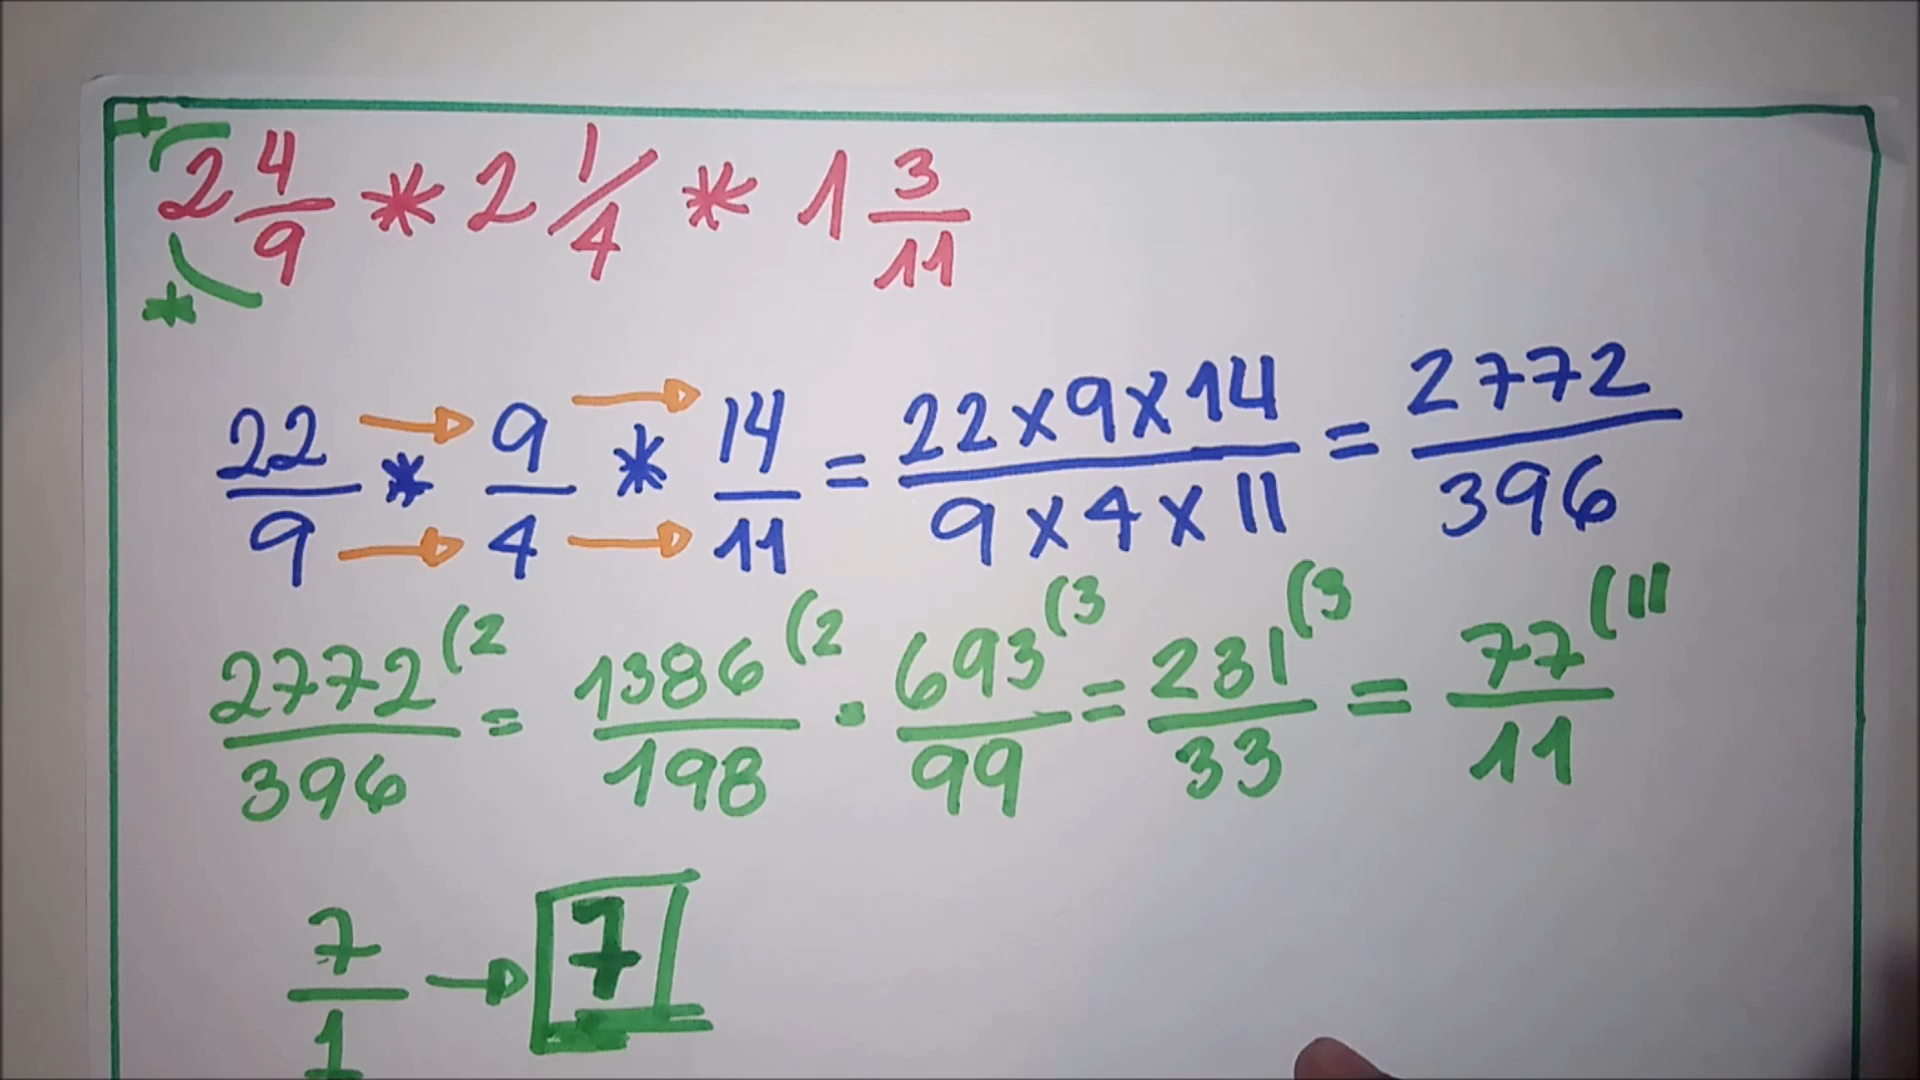 +
2 4/9 * 2 1/4 * 1 3/11
*
22/9 * 9/4 * 14/11 = 22x9x14/9x4x11 = 2772/396
2772/396 (2 = 1386/198 (2 = 693/99 (3 = 231/33 (3 = 77/11 (11
7/1 → 7